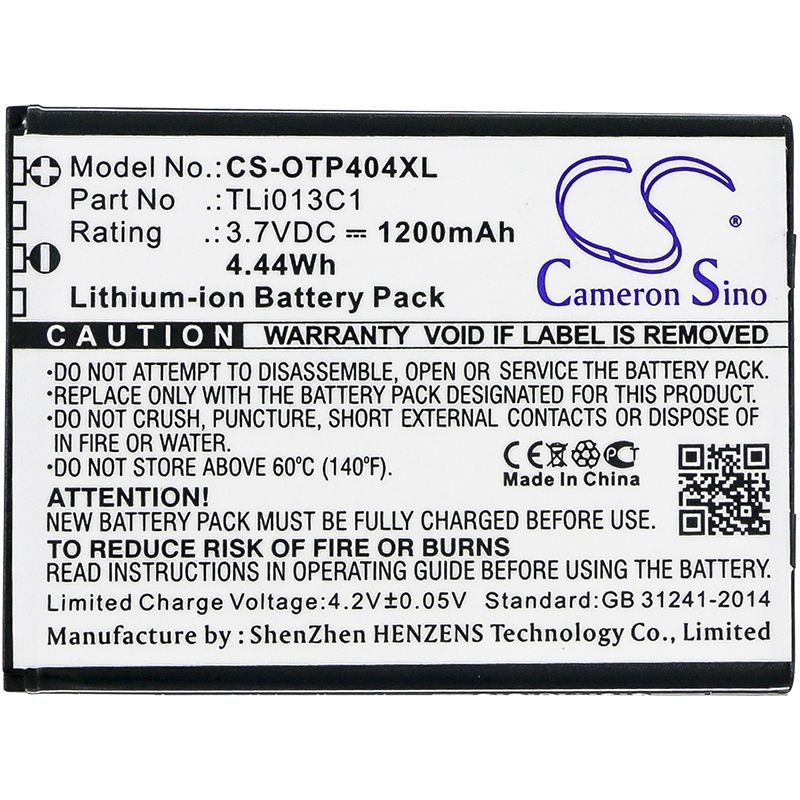 Model No.: CS-OTP404XL
Part No : TLi013C1
Rating : 3.7VDC ⎓ 1200mAh
4.44Wh
Lithium-ion Battery Pack
CS
®
Cameron Sino
CAUTION WARRANTY VOID IF LABEL IS REMOVED
•DO NOT ATTEMPT TO DISASSEMBLE, OPEN OR SERVICE THE BATTERY PACK.
•REPLACE ONLY WITH THE BATTERY PACK DESIGNATED FOR THE PRODUCT.
•DO NOT CRUSH, PUNCTURE, SHORT EXTERNAL CONTACTS OR DISPOSE OF
IN FIRE OR WATER.
•DO NOT STORE ABOVE 60°C (140°F).
CE PCT
Made In China
ATTENTION!
NEW BATTERY PACK MUST BE FULLY CHARGED BEFORE USE.
TO REDUCE RISK OF FIRE OR BURNS
READ INSTRUCTIONS IN OPERATING GUIDE BEFORE USE.
Limited Charge Voltage:4.2V±0.05V Standard:GB 31241-2014
Manufacture by : ShenZhen HENZENS Technology Co., Limited